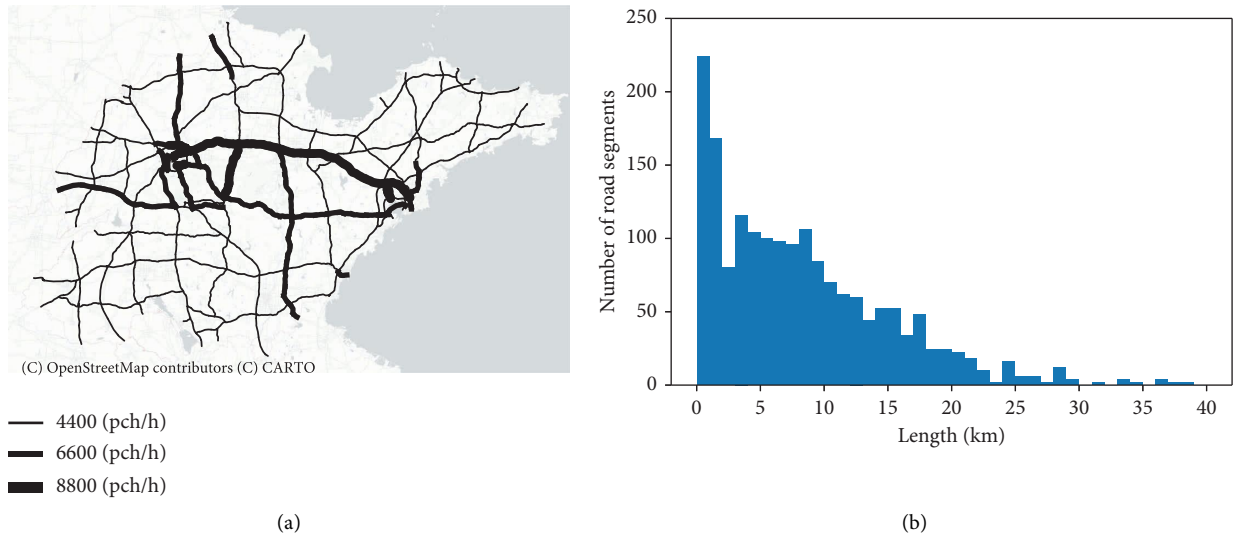 (C) OpenStreetMap contributors (C) CARTO
4400 (pch/h)
6600 (pch/h)
8800 (pch/h)
(a)
250
200
150
100
50
0
Number of road segments
0 5 10 15 20 25 30 35 40
Length (km)
(b)